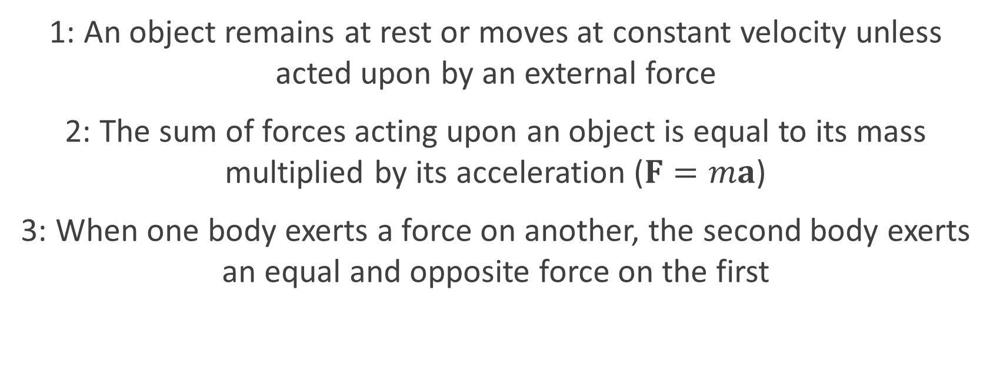 1: An object remains at rest or moves at constant velocity unless
acted upon by an external force
2: The sum of forces acting upon an object is equal to its mass
multiplied by its acceleration (𝐅 = 𝑚𝐚)
3: When one body exerts a force on another, the second body exerts
an equal and opposite force on the first